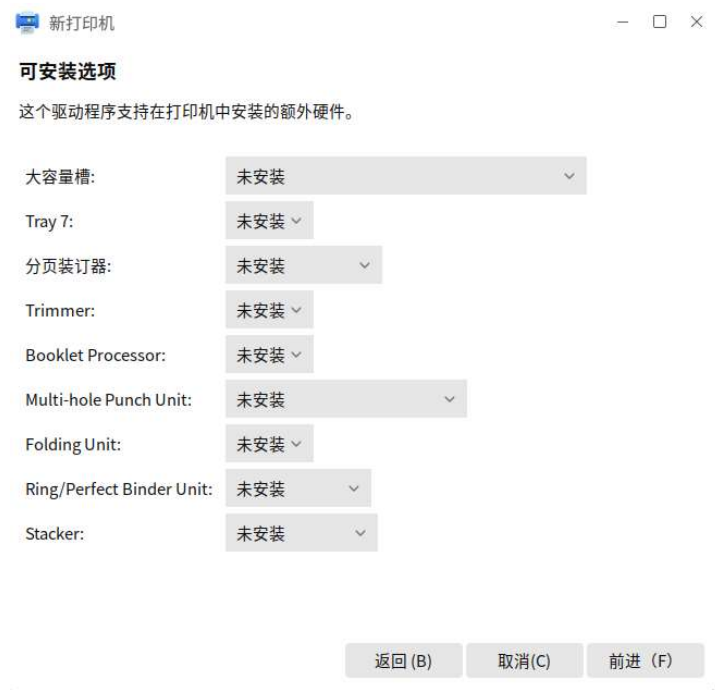 新打印机
可安装选项
这个驱动程序支持在打印机中安装的额外硬件。
大容量槽: 未安装
Tray 7: 未安装
分页装订器: 未安装
Trimmer: 未安装
Booklet Processor: 未安装
Multi-hole Punch Unit: 未安装
Folding Unit: 未安装
Ring/Perfect Binder Unit: 未安装
Stacker: 未安装
返回 (B) 取消(C) 前进（F）